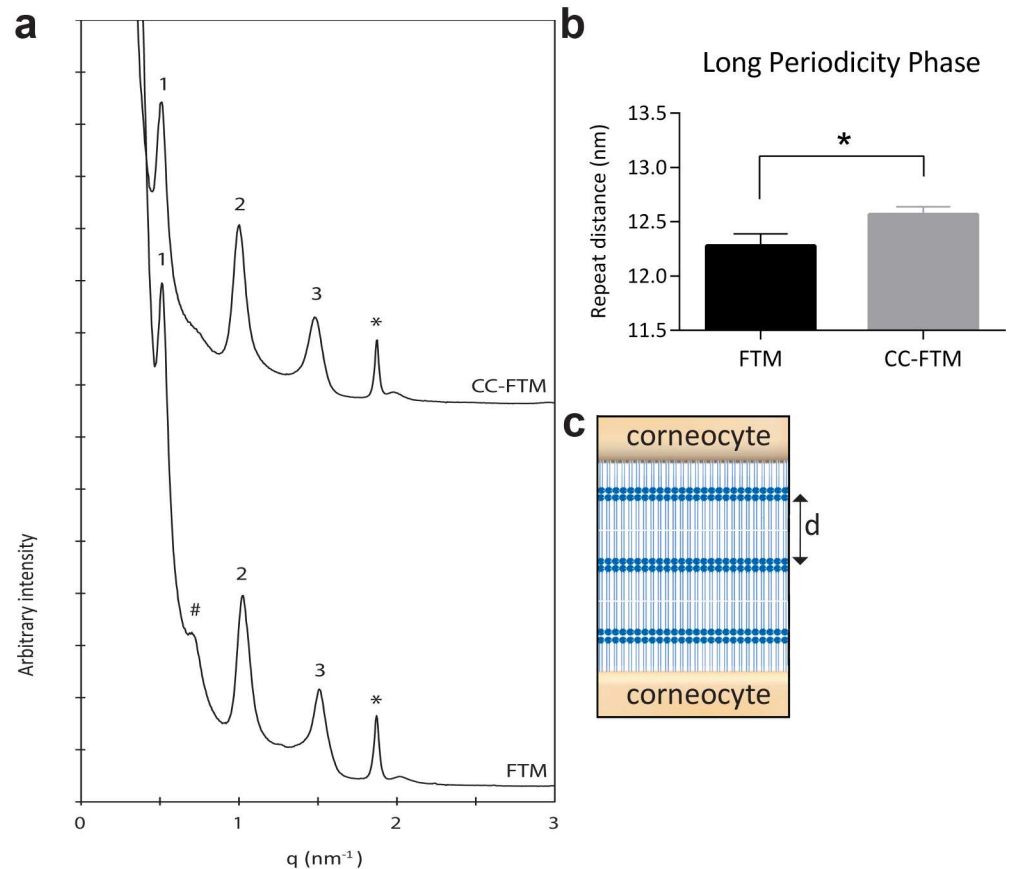 a
1
2
3
*
CC-FTM
1
#
2
3
*
FTM
Arbitrary intensity
0
1
2
3
q (nm⁻¹)
b
Long Periodicity Phase
13.5
13.0
12.5
12.0
11.5
Repeat distance (nm)
*
FTM
CC-FTM
c
corneocyte
d
corneocyte